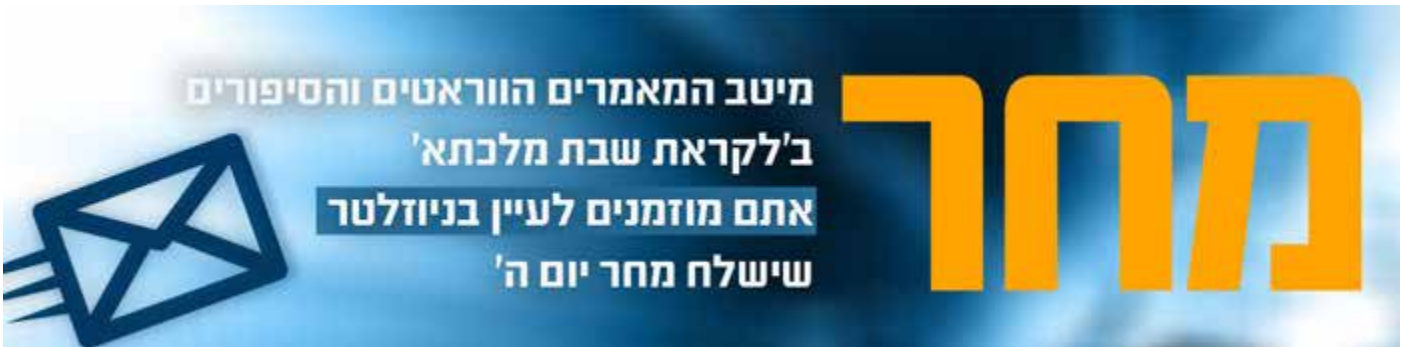 מחר
מיטב המאמרים הווראטים והסיפורים
ב'לקראת שבת מלכתא'
אתם מוזמנים לעיין בניוזלטר
שישלח מחר יום ה'